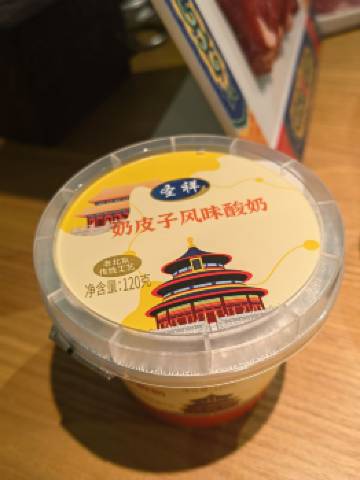 圣祥
奶皮子风味酸奶
老北京
传统工艺
净含量:120克